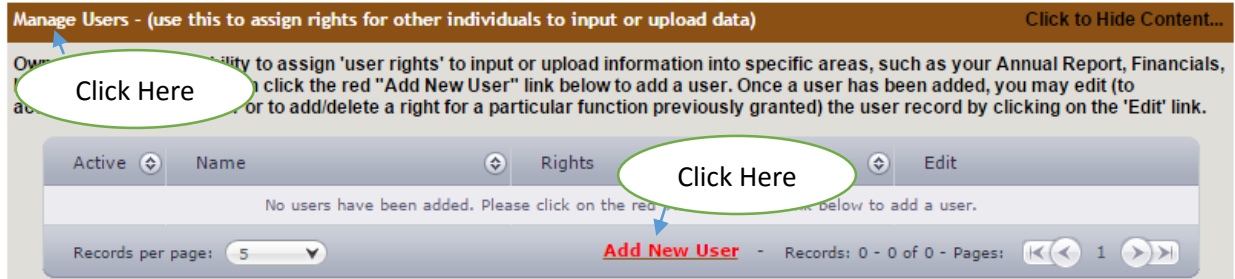 Manage Users - (use this to assign rights for other individuals to input or upload data) Click to Hide Content...
Click Here
to assign 'user rights' to input or upload information into specific areas, such as your Annual Report, Financials,
click the red "Add New User" link below to add a user. Once a user has been added, you may edit (to
or to add/delete a right for a particular function previously granted) the user record by clicking on the 'Edit' link.
Active Name Rights Edit
Click Here
No users have been added. Please click on the red below to add a user.
Records per page: 5 Add New User - Records: 0 - 0 of 0 - Pages: 1